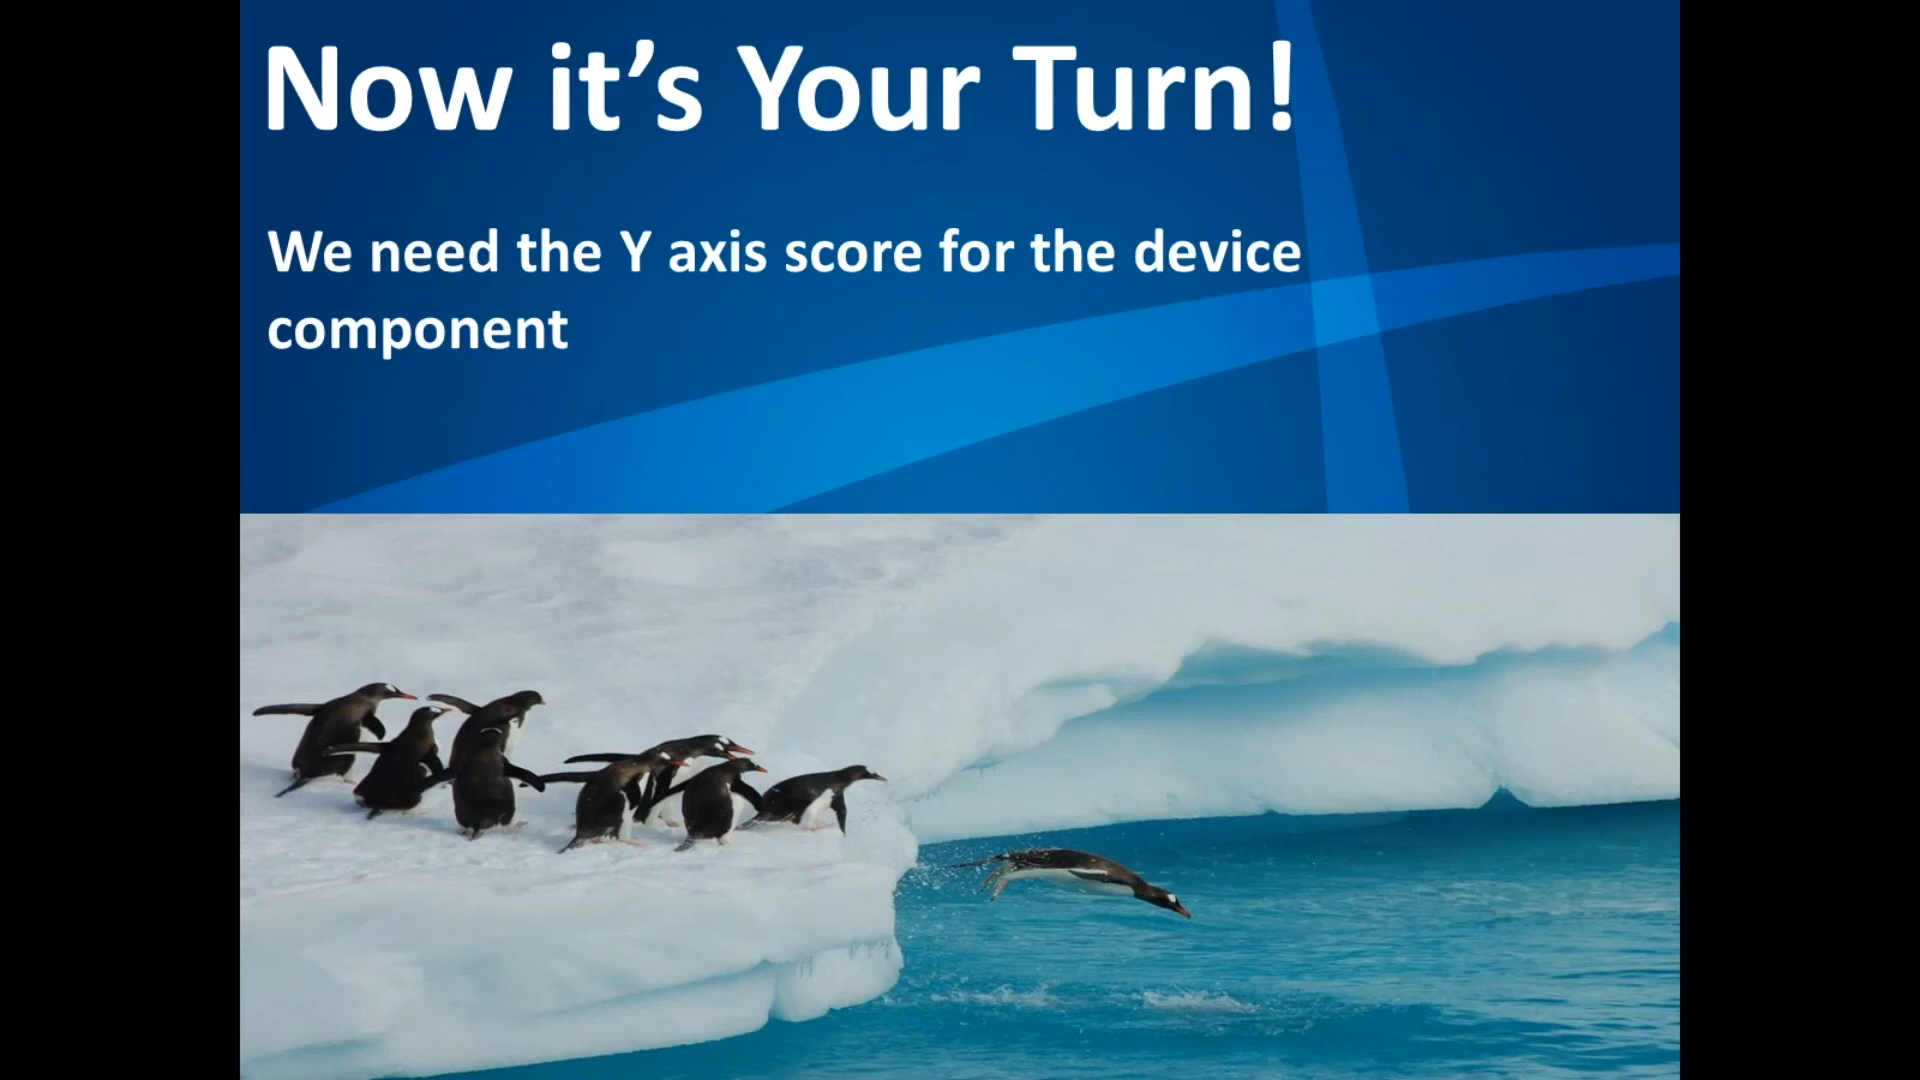 Now it’s Your Turn!
We need the Y axis score for the device
component